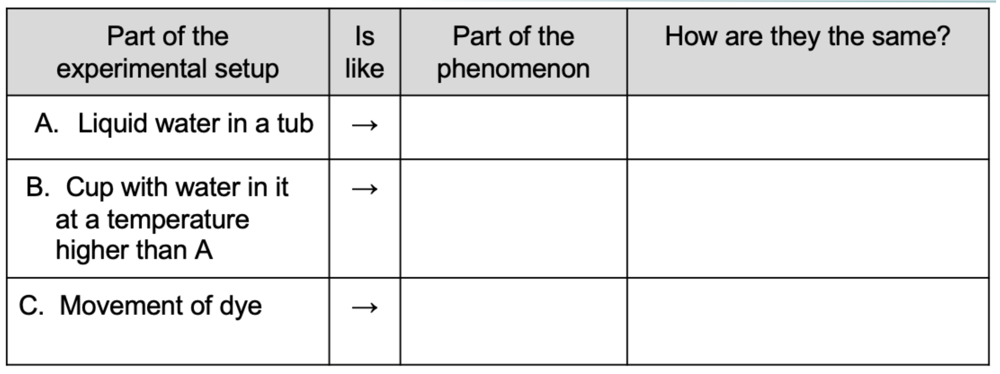 Part of the
experimental setup
Is
like
Part of the
phenomenon
How are they the same?
A. Liquid water in a tub
→
B. Cup with water in it
at a temperature
higher than A
→
C. Movement of dye
→